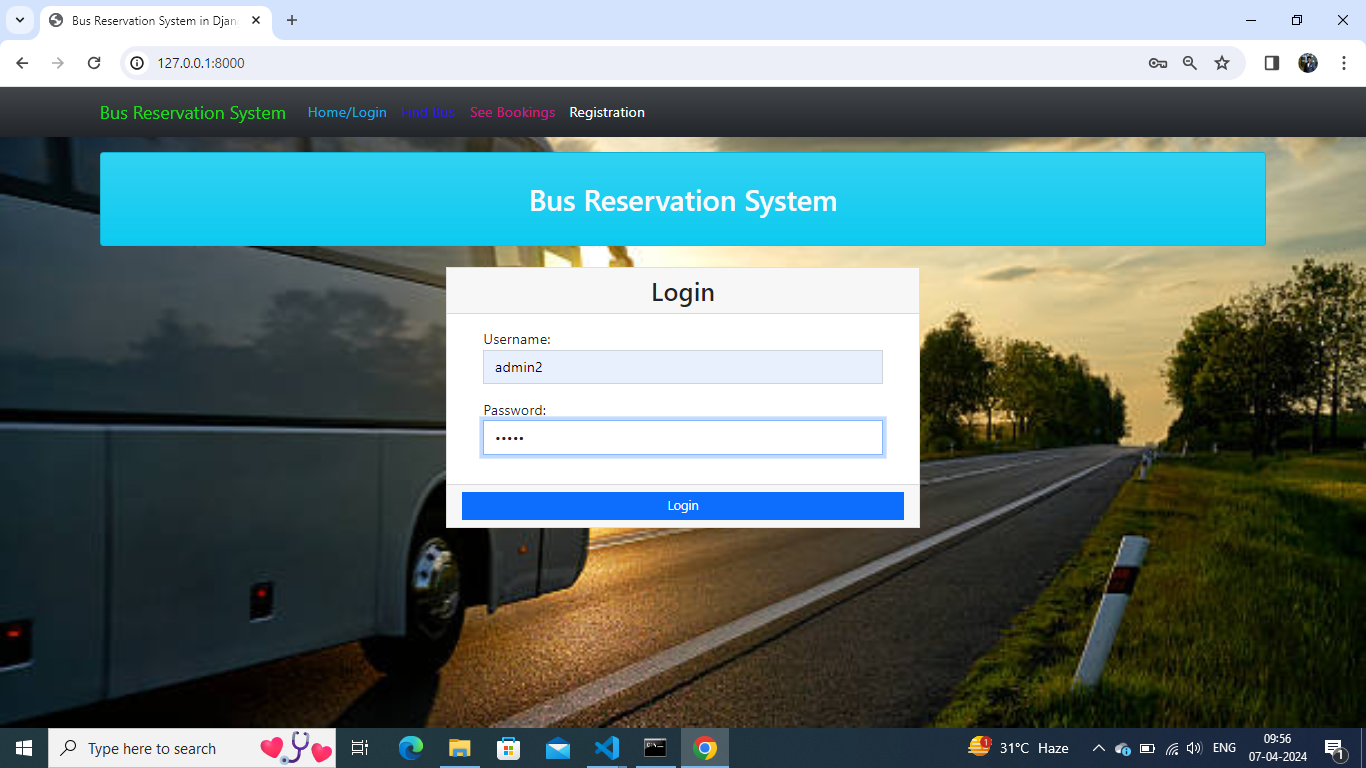 Bus Reservation System in Djan
127.0.0.1:8000
Bus Reservation System Home/Login Find Bus See Bookings Registration
Bus Reservation System
Login
Username:
admin2
Password:
•••••
Login
Type here to search
31°C Haze
ENG
09:56
07-04-2024
1